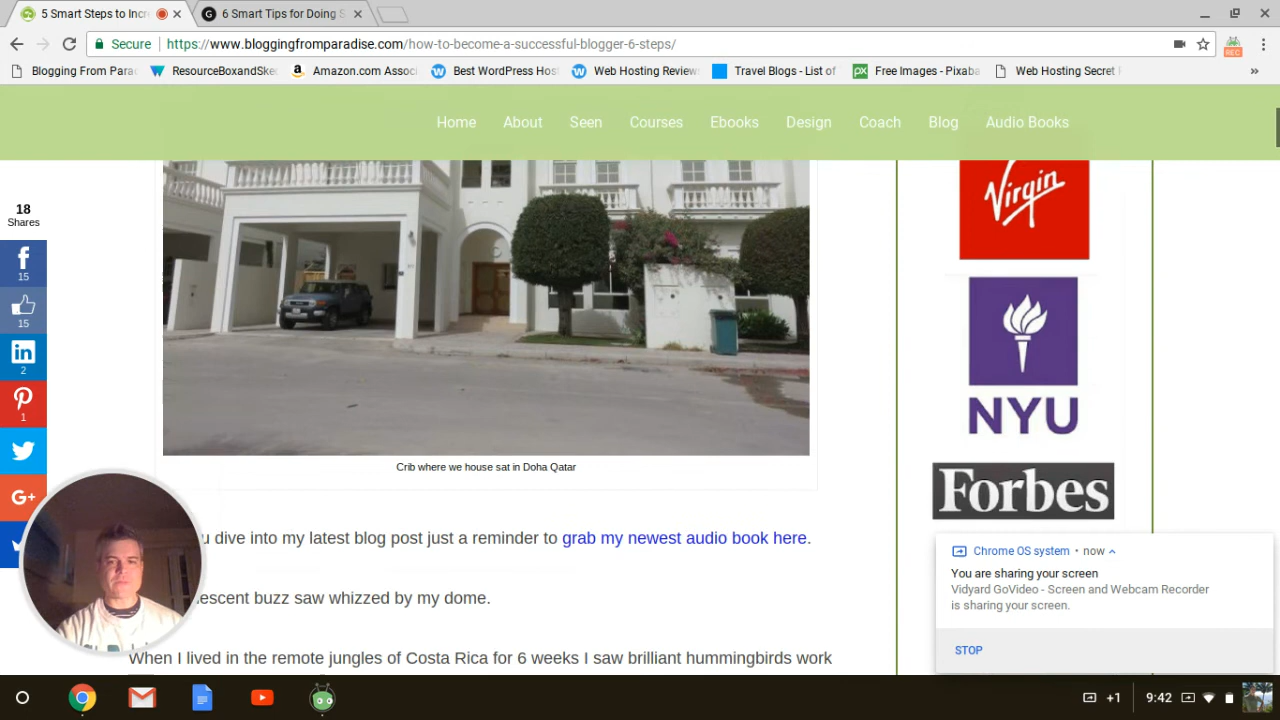 5 Smart Steps to Incr
6 Smart Tips for Doing S
Secure
https://www.bloggingfromparadise.com/how-to-become-a-successful-blogger-6-steps/
REC
Blogging From Parad
ResourceBoxandSke
Amazon.com Associ
Best WordPress Host
Web Hosting Reviews
Travel Blogs - List of
px
Free Images - Pixaba
Web Hosting Secret
Home
About
Seen
Courses
Ebooks
Design
Coach
Blog
Audio Books
18
Shares
15
15
2
1
G+
Virgin
NYU
Forbes
Crib where we house sat in Doha Qatar
u dive into my latest blog post just a reminder to grab my newest audio book here.
escent buzz saw whizzed by my dome.
When I lived in the remote jungles of Costa Rica for 6 weeks I saw brilliant hummingbirds work
Chrome OS system • now
You are sharing your screen
Vidyard GoVideo - Screen and Webcam Recorder
is sharing your screen.
STOP
+1
9:42